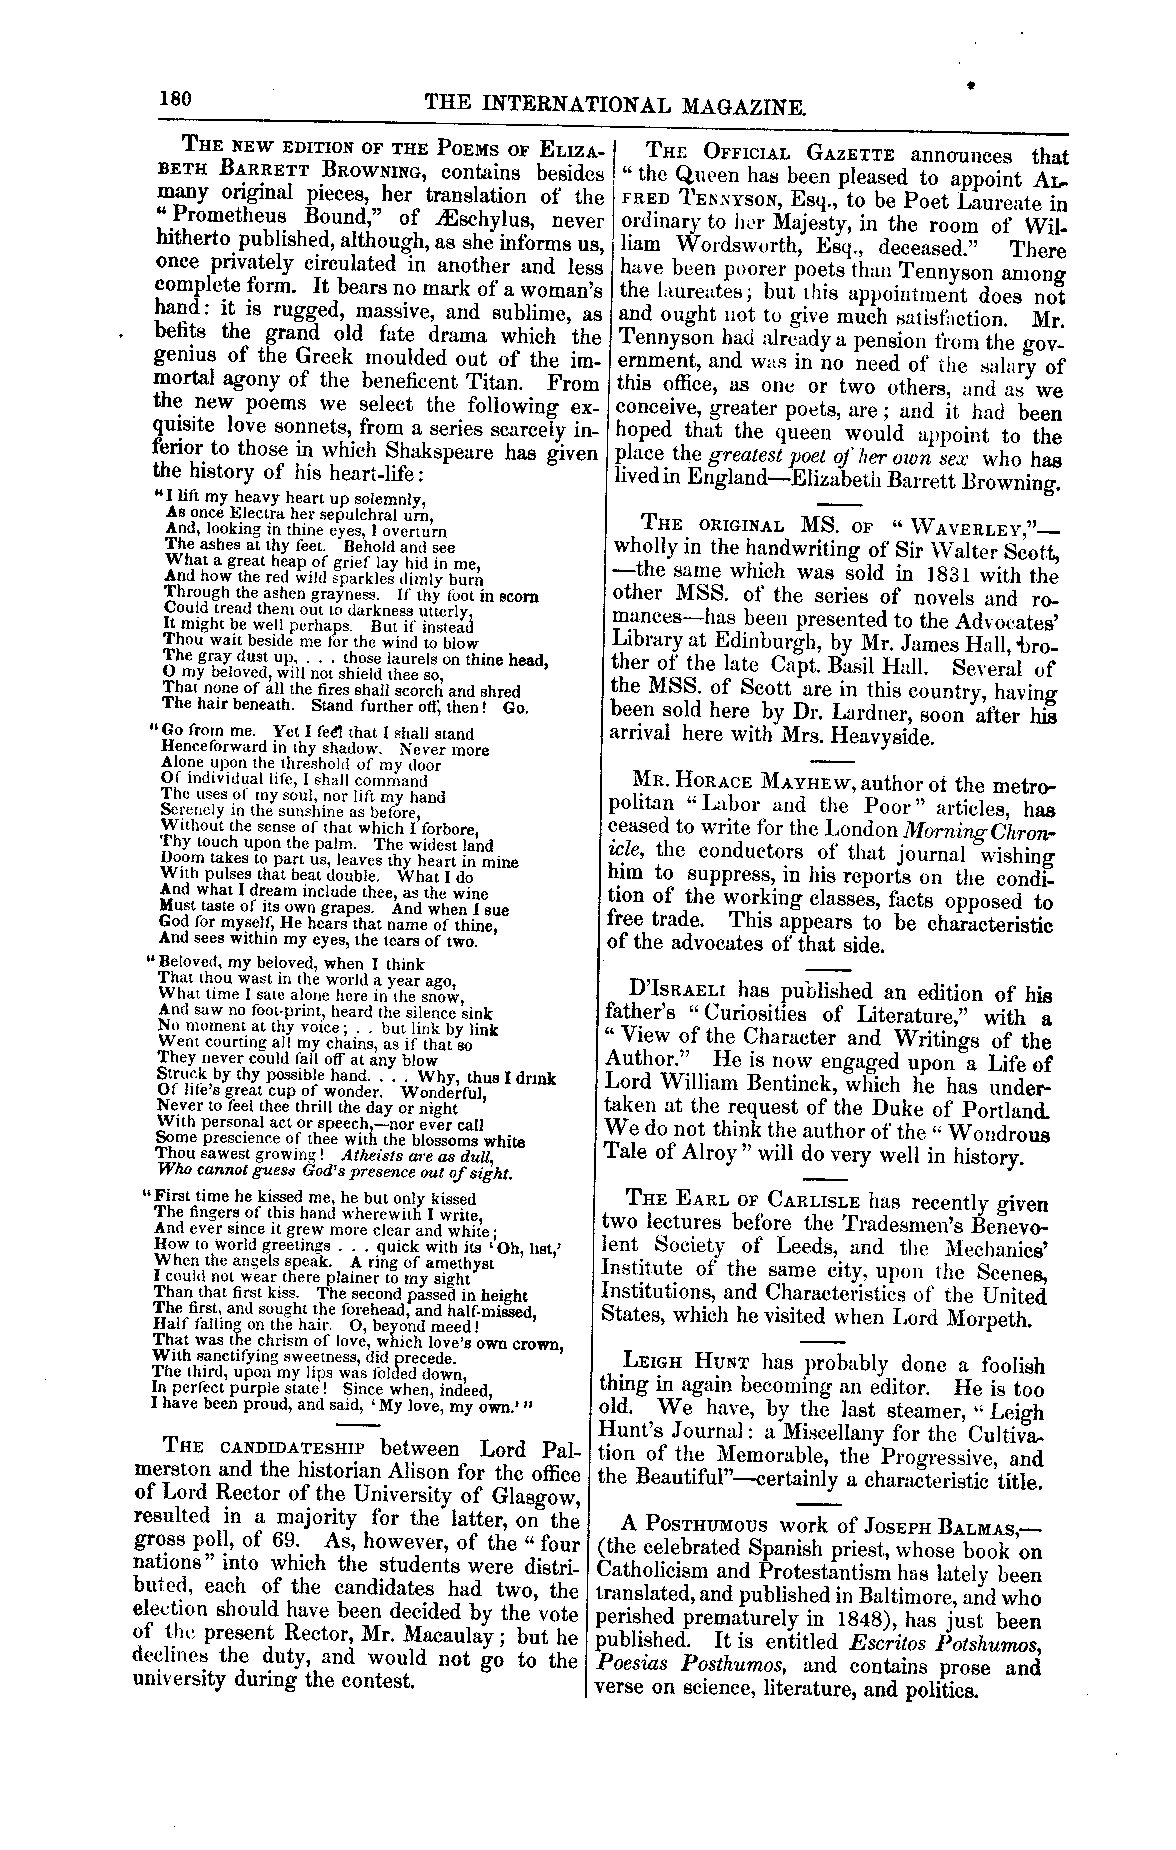 180
THE INTERNATIONAL MAGAZINE.
THE NEW EDITION OF THE POEMS OF ELIZA-
BETH BARRETT BROWNING, contains besides
many original pieces, her translation of the
"Prometheus Bound," of Æschylus, never
hitherto published, although, as she informs us,
once privately circulated in another and less
complete form. It bears no mark of a woman's
hand: it is rugged, massive, and sublime, as
befits the grand old fate drama which the
genius of the Greek moulded out of the im-
mortal agony of the beneficent Titan. From
the new poems we select the following ex-
quisite love sonnets, from a series scarcely in-
ferior to those in which Shakspeare has given
the history of his heart-life:
"I lift my heavy heart up solemnly,
As once Electra her sepulchral urn,
And, looking in thine eyes, I overturn
The ashes at thy feet. Behold and see
What a great heap of grief lay hid in me,
And how the red wild sparkles dimly burn
Through the ashen grayness. If thy foot in scorn
Could tread them out to darkness utterly,
It might be well perhaps. But if instead
Thou wait beside me for the wind to blow
The gray dust up, . . . those laurels on thine head,
O my beloved, will not shield thee so,
That none of all the fires shall scorch and shred
The hair beneath. Stand further off, then! Go.
"Go from me. Yet I feel that I shall stand
Henceforward in thy shadow. Never more
Alone upon the threshold of my door
Of individual life, I shall command
The uses of my soul, nor lift my hand
Serenely in the sunshine as before,
Without the sense of that which I forbore,
Thy touch upon the palm. The widest land
Doom takes to part us, leaves thy heart in mine
With pulses that beat double. What I do
And what I dream include thee, as the wine
Must taste of its own grapes. And when I sue
God for myself, He hears that name of thine,
And sees within my eyes, the tears of two.
"Beloved, my beloved, when I think
That thou wast in the world a year ago,
What time I sate alone here in the snow,
And saw no foot-print, heard the silence sink
No moment at thy voice; . . but link by link
Went courting all my chains, as if that so
They never could fall off at any blow
Struck by thy possible hand. . . . Why, thus I drink
Of life's great cup of wonder. Wonderful,
Never to feel thee thrill the day or night
With personal act or speech,—nor ever call
Some prescience of thee with the blossoms white
Thou sawest growing! Atheists are as dull,
Who cannot guess God's presence out of sight.
"First time he kissed me, he but only kissed
The fingers of this hand wherewith I write,
And ever since it grew more clear and white;
How to world greetings . . . quick with its 'Oh, list,'
When the angels speak. A ring of amethyst
I could not wear there plainer to my sight
Than that first kiss. The second passed in height
The first, and sought the forehead, and half-missed,
Half falling on the hair. O, beyond meed!
That was the chrism of love, which love's own crown,
With sanctifying sweetness, did precede.
The third, upon my lips was folded down,
In perfect purple state! Since when, indeed,
I have been proud, and said, 'My love, my own.'"
THE CANDIDATESHIP between Lord Pal-
merston and the historian Alison for the office
of Lord Rector of the University of Glasgow,
resulted in a majority for the latter, on the
gross poll, of 69. As, however, of the "four
nations" into which the students were distri-
buted, each of the candidates had two, the
election should have been decided by the vote
of the present Rector, Mr. Macaulay; but he
declines the duty, and would not go to the
university during the contest.
THE OFFICIAL GAZETTE announces that
"the Queen has been pleased to appoint AL-
FRED TENNYSON, Esq., to be Poet Laureate in
ordinary to her Majesty, in the room of Wil-
liam Wordsworth, Esq., deceased." There
have been poorer poets than Tennyson among
the laureates; but this appointment does not
and ought not to give much satisfaction. Mr.
Tennyson had already a pension from the gov-
ernment, and was in no need of the salary of
this office, as one or two others, and as we
conceive, greater poets, are; and it had been
hoped that the queen would appoint to the
place the greatest poet of her own sex who has
lived in England—Elizabeth Barrett Browning.
THE ORIGINAL MS. OF "WAVERLEY,"—
wholly in the handwriting of Sir Walter Scott,
—the same which was sold in 1831 with the
other MSS. of the series of novels and ro-
mances—has been presented to the Advocates'
Library at Edinburgh, by Mr. James Hall, bro-
ther of the late Capt. Basil Hall. Several of
the MSS. of Scott are in this country, having
been sold here by Dr. Lardner, soon after his
arrival here with Mrs. Heavyside.
MR. HORACE MAYHEW, author of the metro-
politan "Labor and the Poor" articles, has
ceased to write for the London Morning Chron-
icle, the conductors of that journal wishing
him to suppress, in his reports on the condi-
tion of the working classes, facts opposed to
free trade. This appears to be characteristic
of the advocates of that side.
D'ISRAELI has published an edition of his
father's "Curiosities of Literature," with a
"View of the Character and Writings of the
Author." He is now engaged upon a Life of
Lord William Bentinck, which he has under-
taken at the request of the Duke of Portland.
We do not think the author of the "Wondrous
Tale of Alroy" will do very well in history.
THE EARL OF CARLISLE has recently given
two lectures before the Tradesmen's Benevo-
lent Society of Leeds, and the Mechanics'
Institute of the same city, upon the Scenes,
Institutions, and Characteristics of the United
States, which he visited when Lord Morpeth.
LEIGH HUNT has probably done a foolish
thing in again becoming an editor. He is too
old. We have, by the last steamer, "Leigh
Hunt's Journal: a Miscellany for the Cultiva-
tion of the Memorable, the Progressive, and
the Beautiful"—certainly a characteristic title.
A POSTHUMOUS work of JOSEPH BALMAS,—
(the celebrated Spanish priest, whose book on
Catholicism and Protestantism has lately been
translated, and published in Baltimore, and who
perished prematurely in 1848), has just been
published. It is entitled Escritos Potshumos,
Poesias Posthumos, and contains prose and
verse on science, literature, and politics.